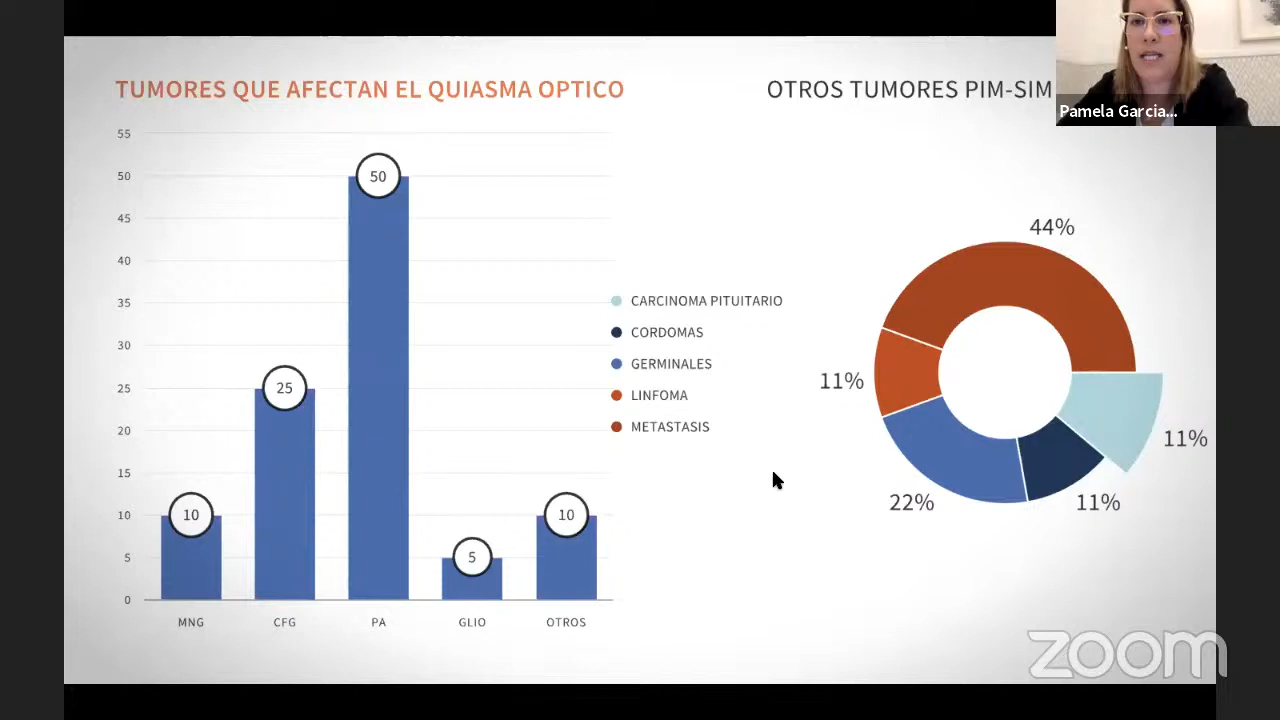 TUMORES QUE AFECTAN EL QUIASMA OPTICO
55
50
45
40
35
30
25
20
15
10
5
0
10
25
50
5
10
MNG
CFG
PA
GLIO
OTROS
OTROS TUMORES PIM-SIM
CARCINOMA PITUITARIO
CORDOMAS
GERMINALES
LINFOMA
METASTASIS
44%
11%
11%
22%
11%
Pamela Garcia...
zoom